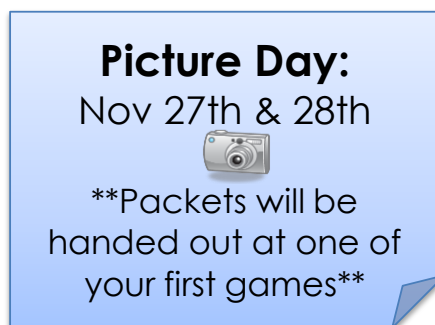 Picture Day:
Nov 27th & 28th
**Packets will be
handed out at one of
your first games**